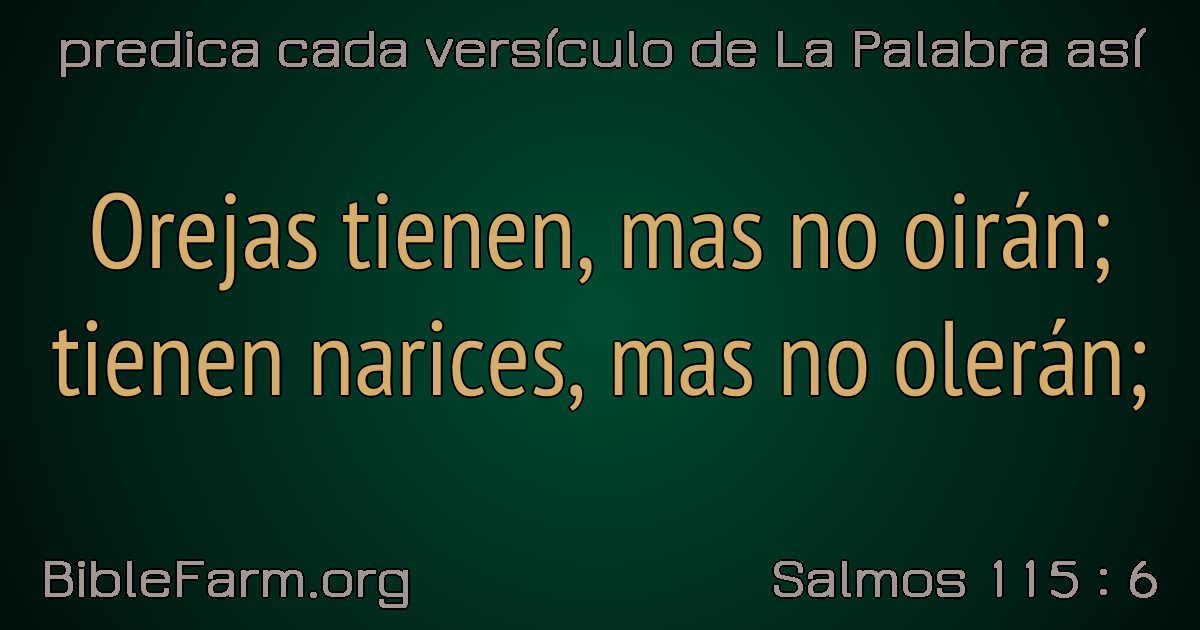 predica cada versículo de La Palabra así
Orejas tienen, mas no oirán;
tienen narices, mas no olerán;
BibleFarm.org
Salmos 115 : 6